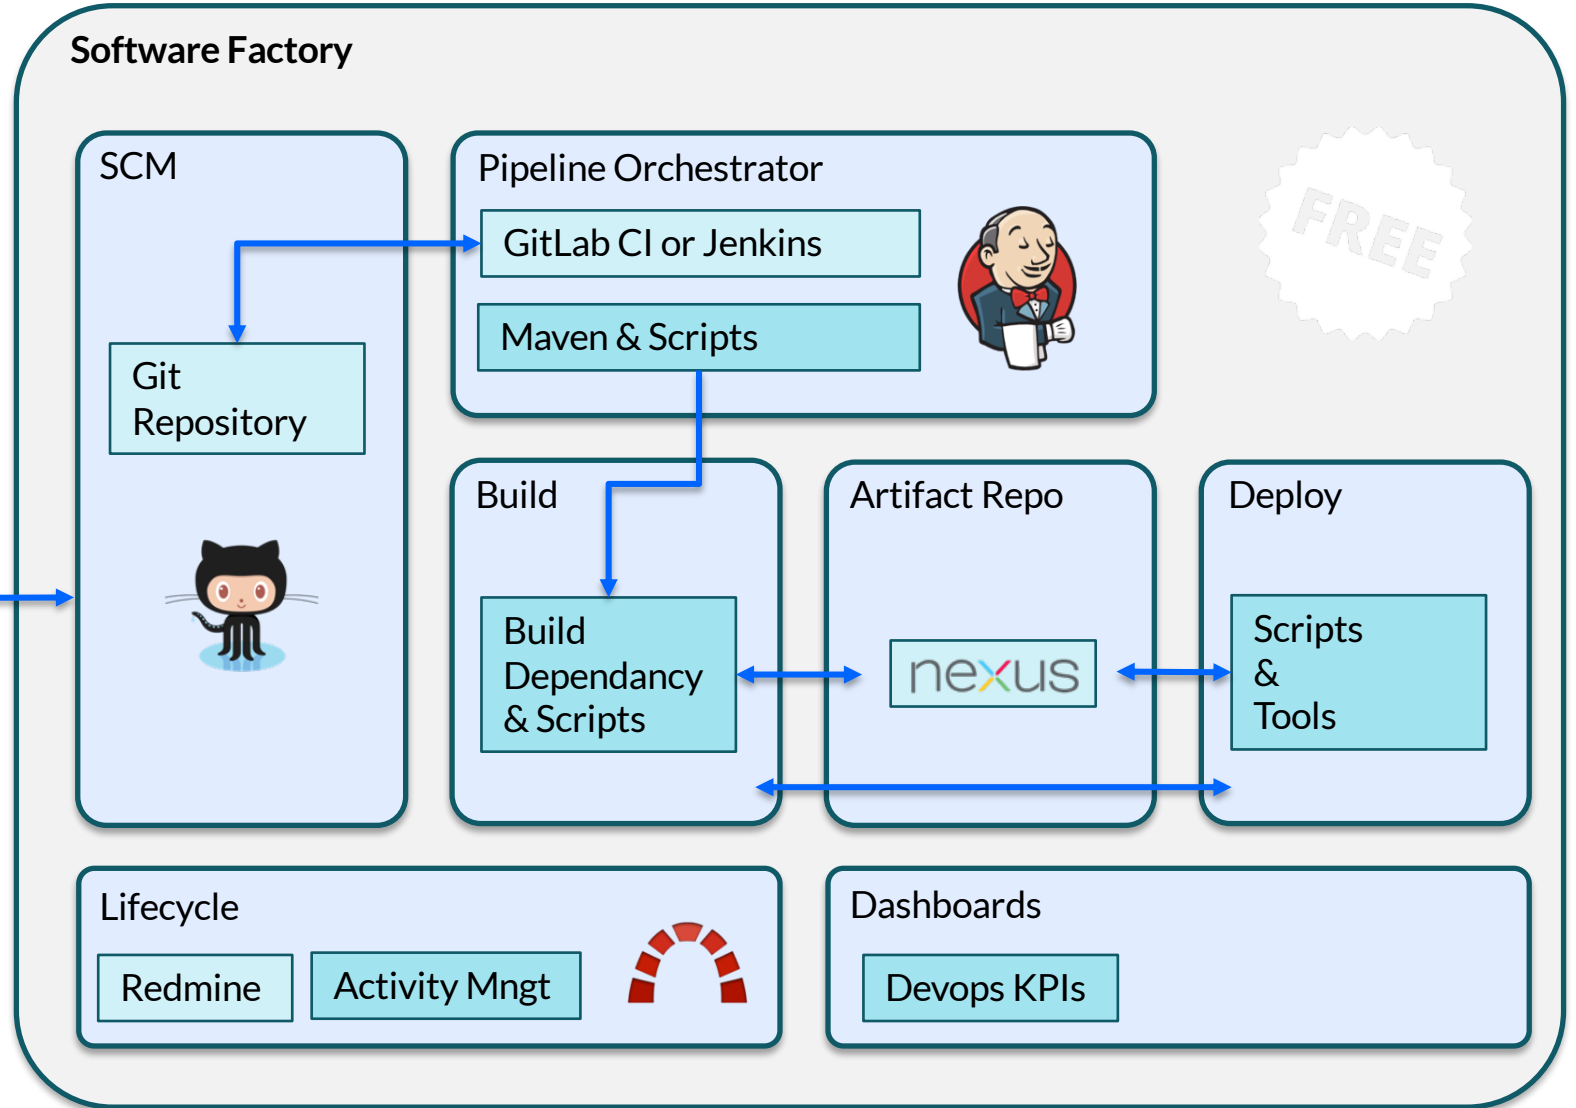 Software Factory
SCM
Pipeline Orchestrator
GitLab CI or Jenkins
Maven & Scripts
FREE
Git
Repository
Build
Artifact Repo
Deploy
Build
Dependancy
& Scripts
nexus
Scripts
&
Tools
Lifecycle
Redmine
Activity Mngt
Dashboards
Devops KPIs